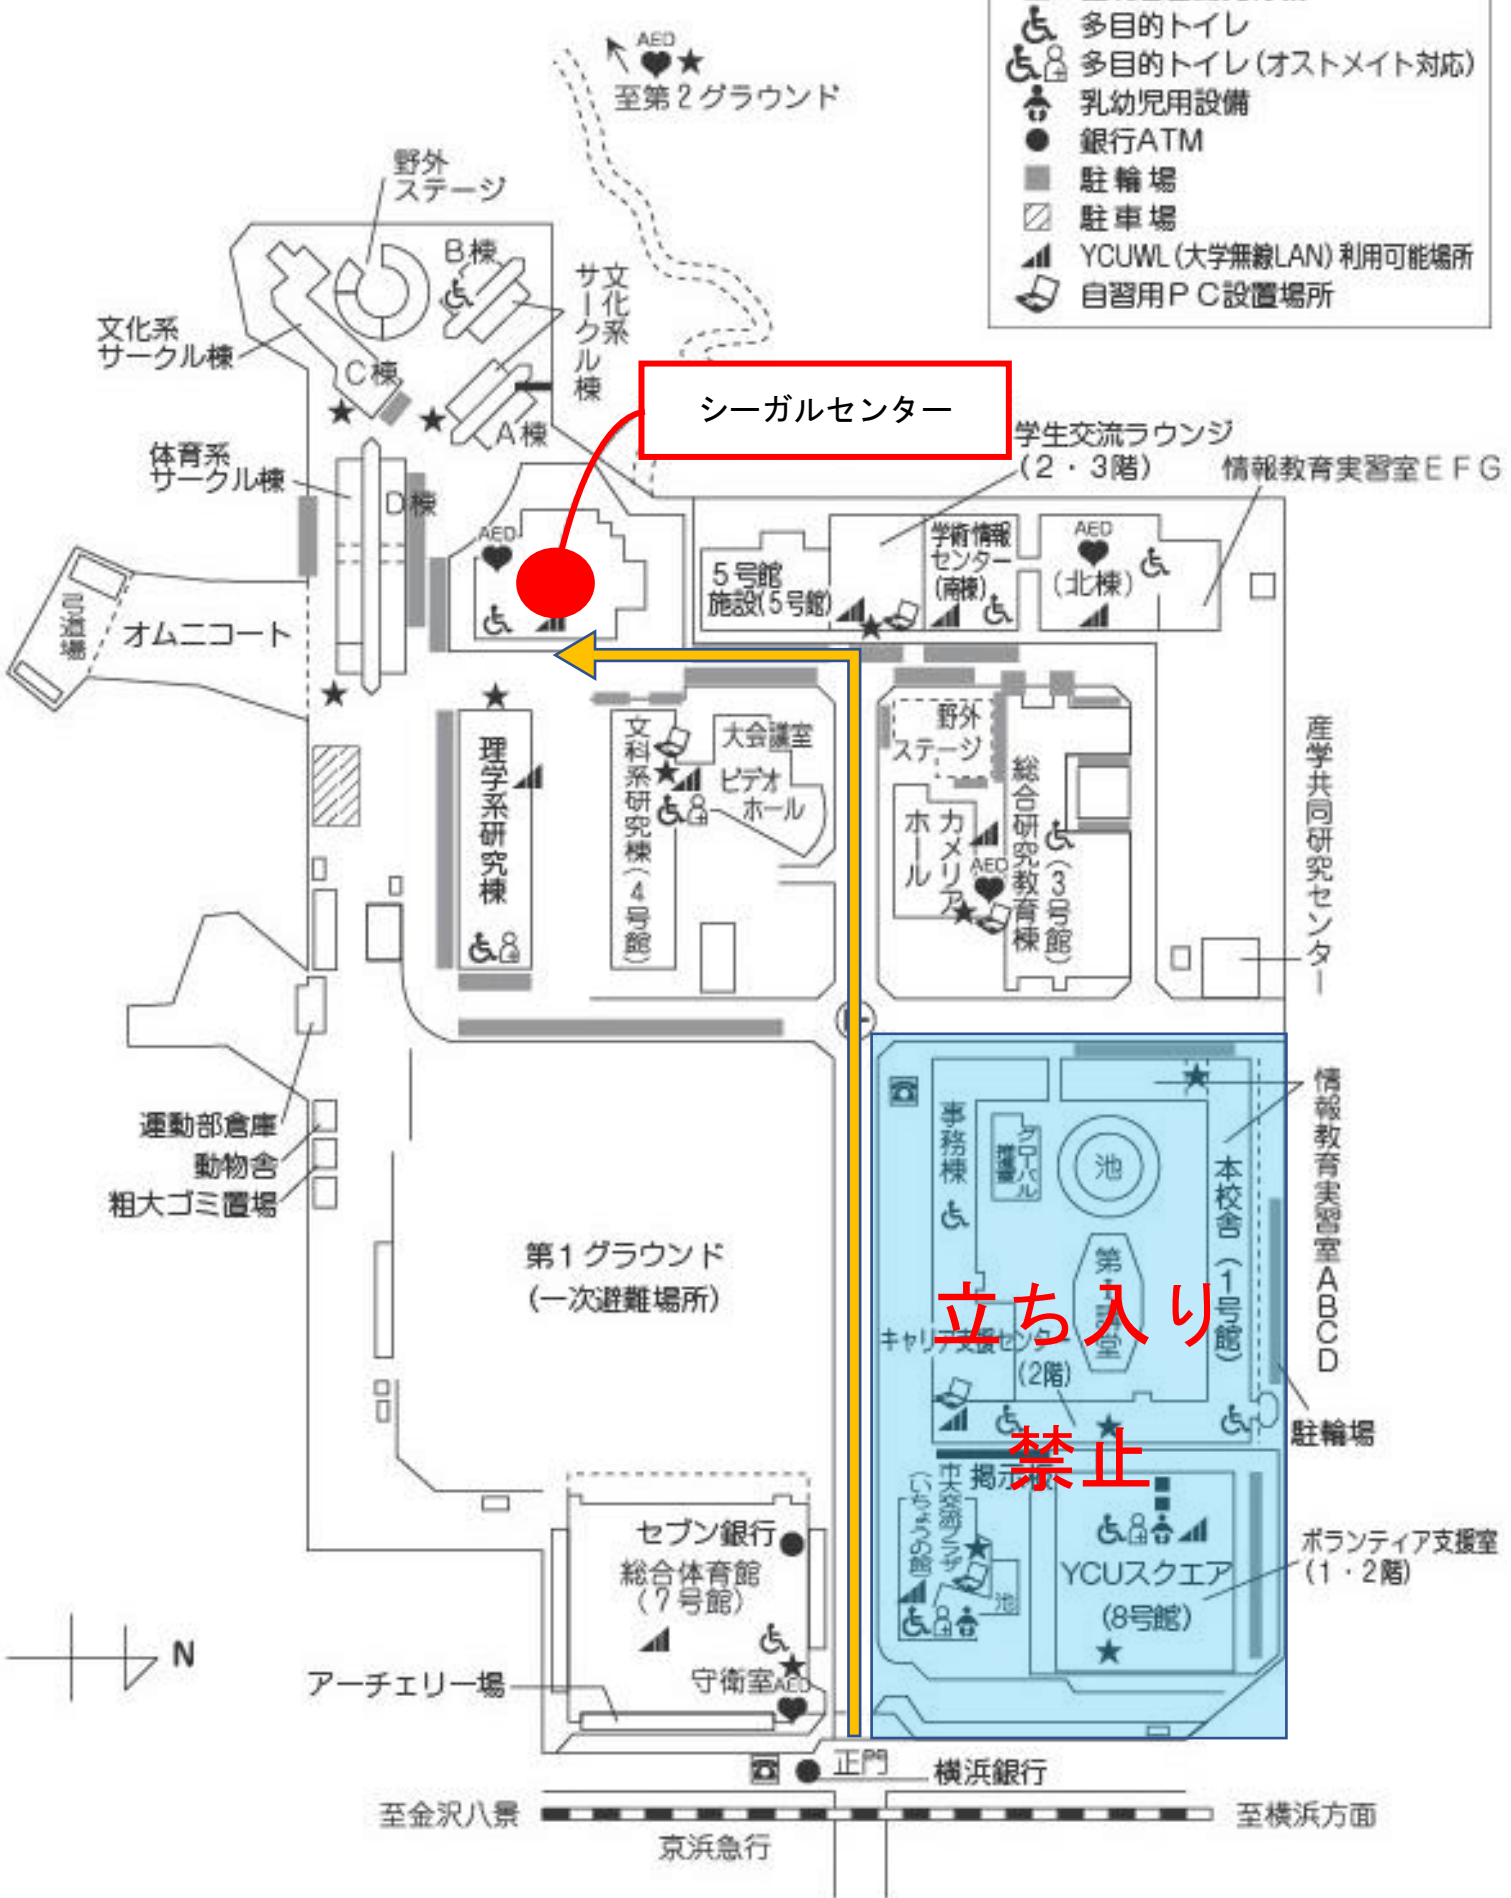 多目的トイレ
多目的トイレ(オストメイト対応)
乳幼児用設備
銀行ATM
駐輪場
駐車場
YCUWL(大学無線LAN)利用可能場所
自習用PC設置場所
AED
至第2グラウンド
野外
ステージ
B棟
文化系
サークル棟
文化系
サークル棟
C棟
A棟
シーガルセンター
学生交流ラウンジ
(2・3階)
情報教育実習室EFG
体育系
サークル棟
D棟
AED
5号館
施設(5号館)
学術情報
センター
(南棟)
AED
(北棟)
弓道場
オムニコート
理学系研究棟
文科系研究棟(4号館)
大会議室
ビデオ
ホール
野外
ステージ
カメリア
ホール
AED
総合研究教育棟
(3号館)
産学共同研究センター
運動部倉庫
動物舎
粗大ゴミ置場
第1グラウンド
(一次避難場所)
事務棟
グローバル
池
本校舎(1号館)
情報教育実習室ABCD
第1講堂
立ち入り
禁止
キャリア支援センター
(2階)
掲示板
駐輪場
市大交流プラザ
(いちょうの館)
池
YCUスクエア
(8号館)
ボランティア支援室
(1・2階)
セブン銀行
総合体育館
(7号館)
守衛室
AED
アーチェリー場
N
正門
横浜銀行
至金沢八景
至横浜方面
京浜急行